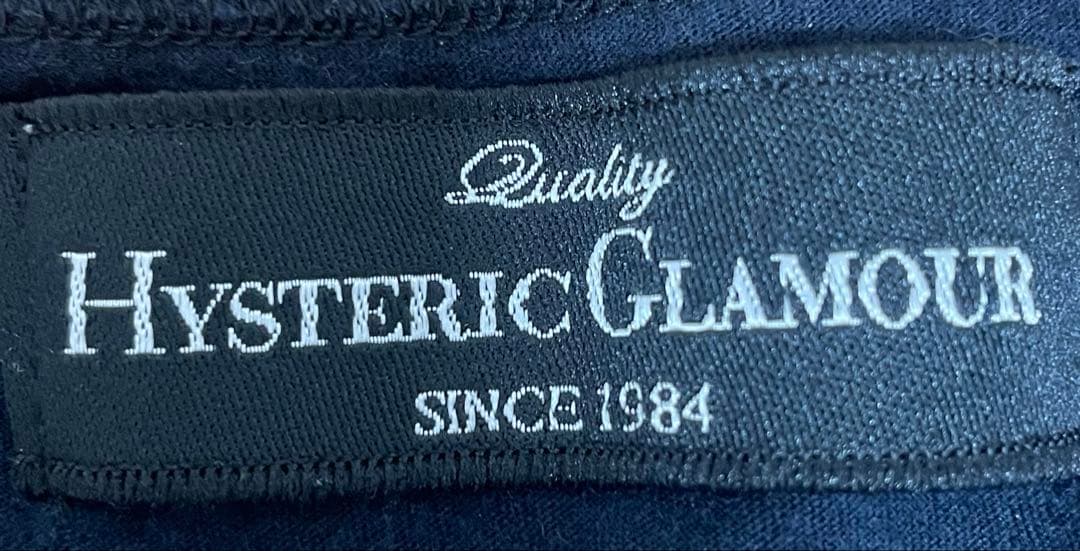 Quality
HYSTERIC GLAMOUR
SINCE 1984